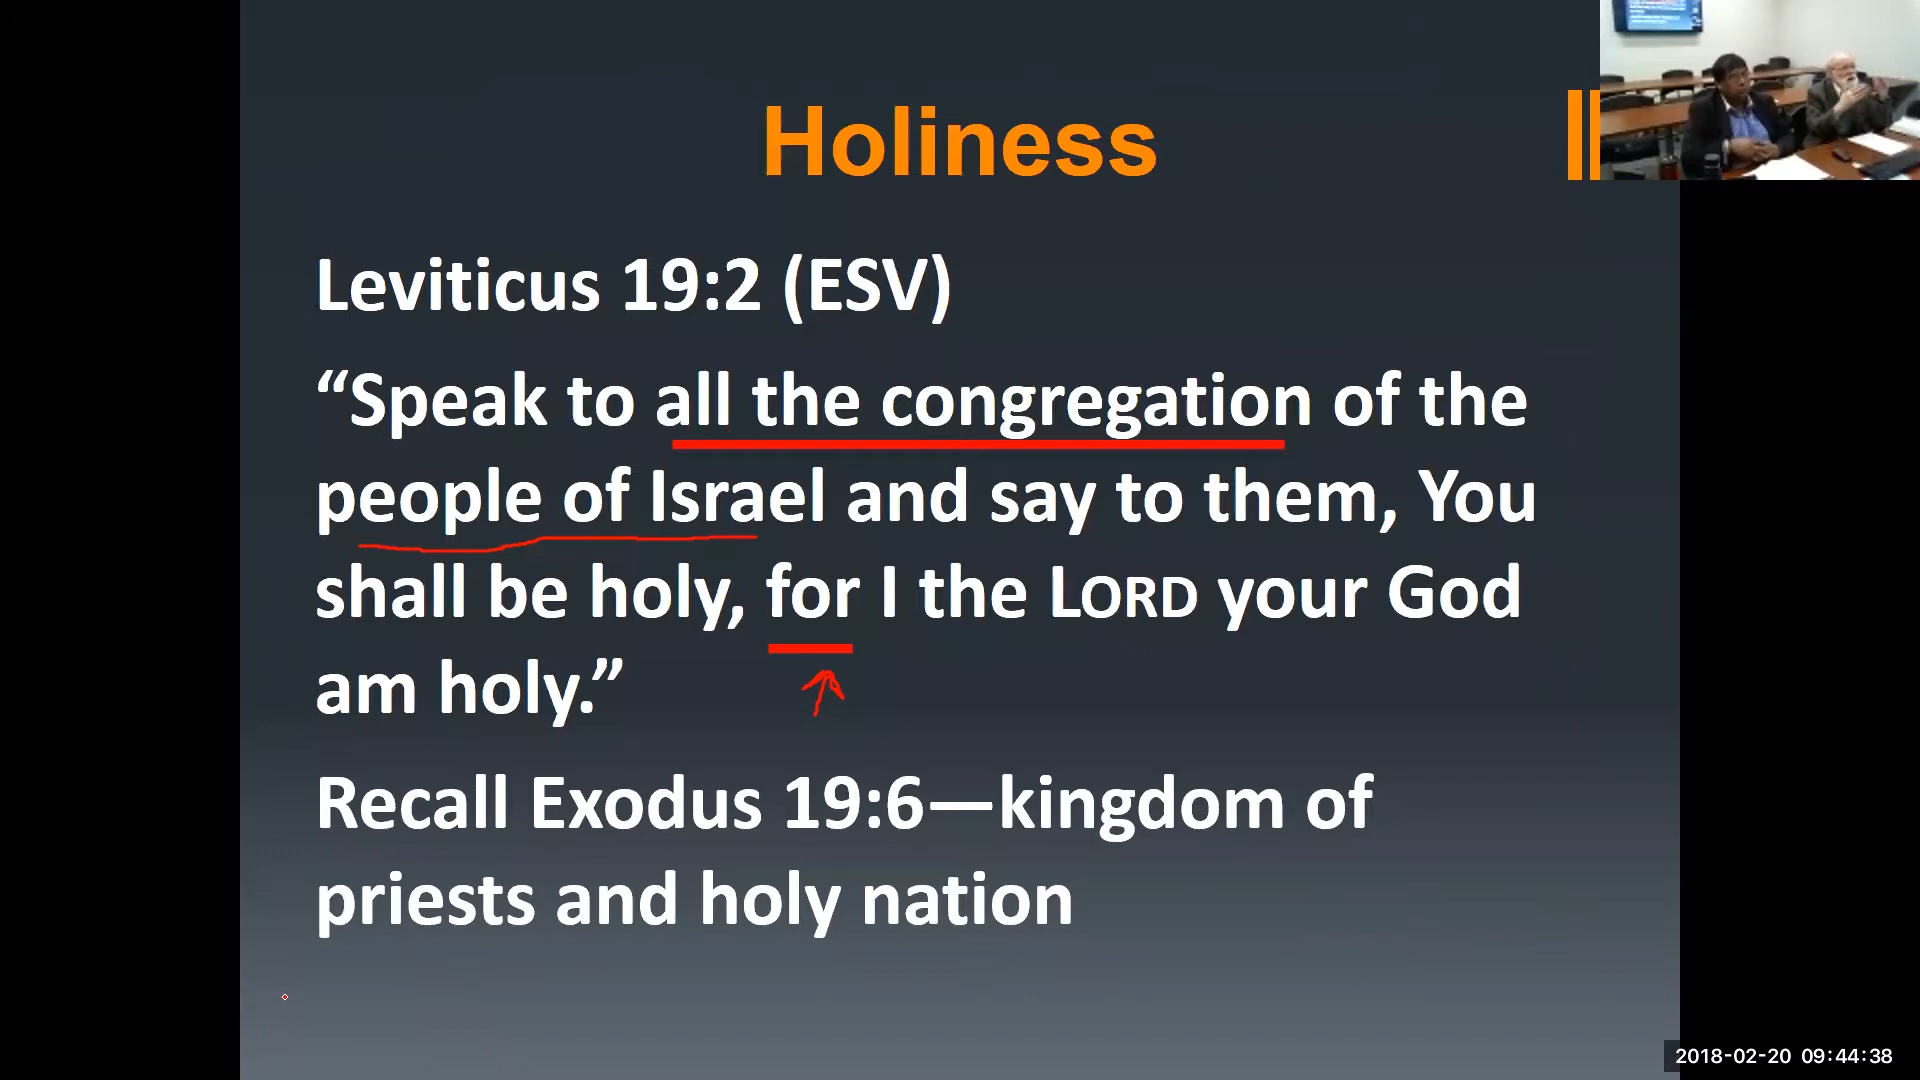 Holiness
Leviticus 19:2 (ESV)
“Speak to all the congregation of the
people of Israel and say to them, You
shall be holy, for I the LORD your God
am holy.”
Recall Exodus 19:6—kingdom of
priests and holy nation
2018-02-20 09:44:38